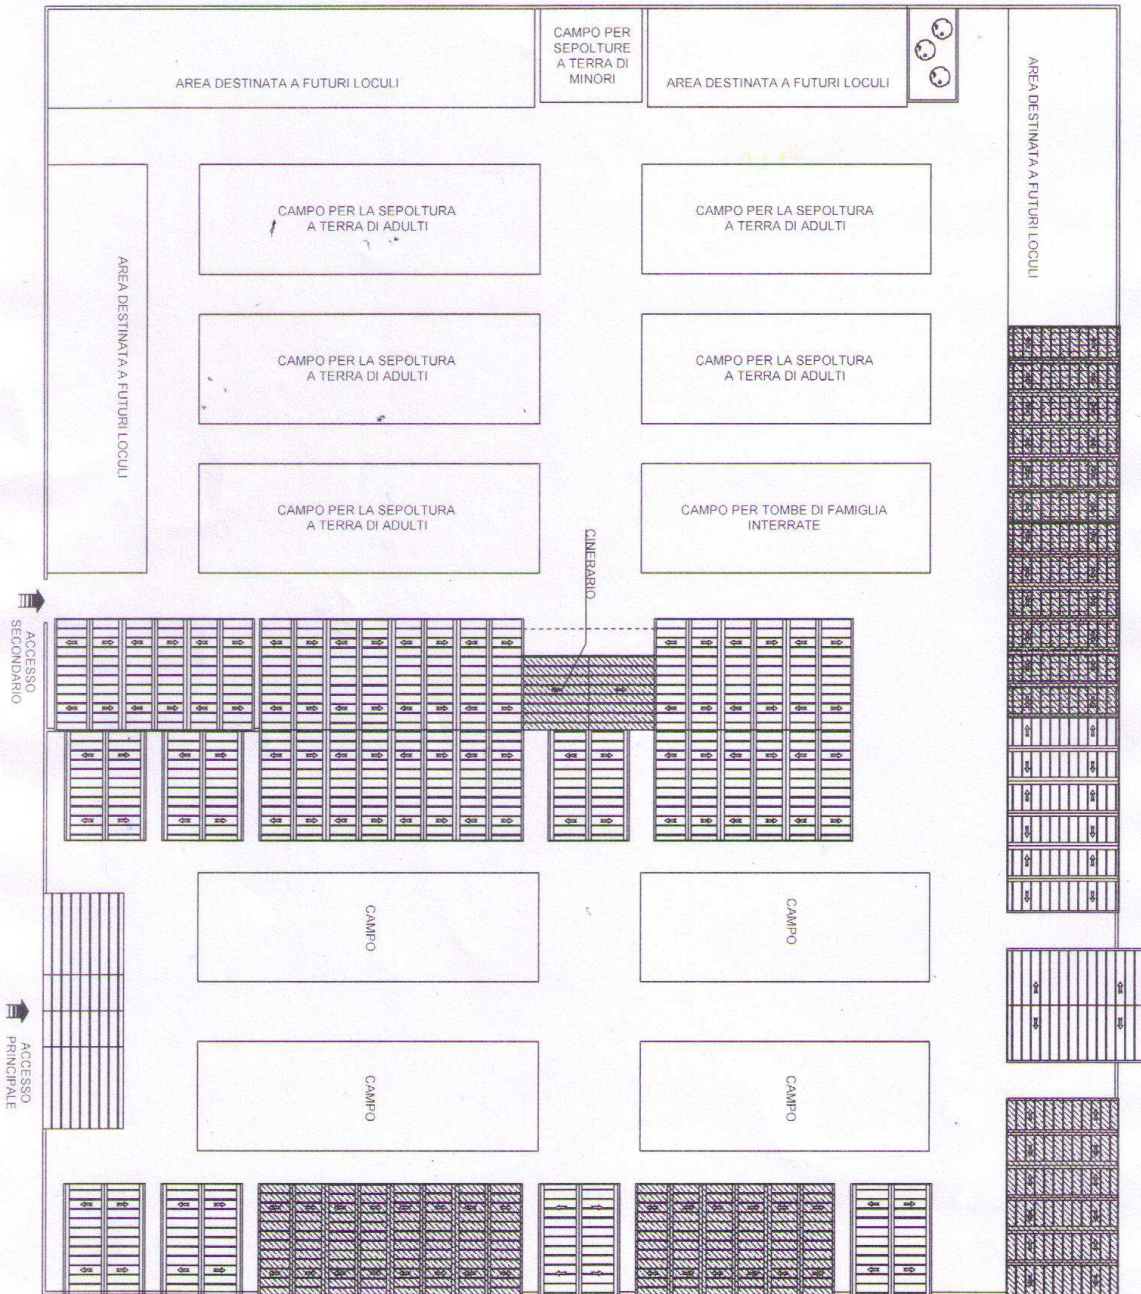 CAMPO PER
SEPOLTURE
A TERRA DI
MINORI
AREA DESTINATA A FUTURI LOCULI
AREA DESTINATA A FUTURI LOCULI
AREA DESTINATA A FUTURI LOCULI
CAMPO PER LA SEPOLTURA
A TERRA DI ADULTI
CAMPO PER LA SEPOLTURA
A TERRA DI ADULTI
AREA DESTINATA A FUTURI LOCULI
CAMPO PER LA SEPOLTURA
A TERRA DI ADULTI
CAMPO PER LA SEPOLTURA
A TERRA DI ADULTI
CAMPO PER LA SEPOLTURA
A TERRA DI ADULTI
CAMPO PER TOMBE DI FAMIGLIA
INTERRATE
CINERARIO
ACCESSO
SECONDARIO
CAMPO
CAMPO
ACCESSO
PRINCIPALE
CAMPO
CAMPO